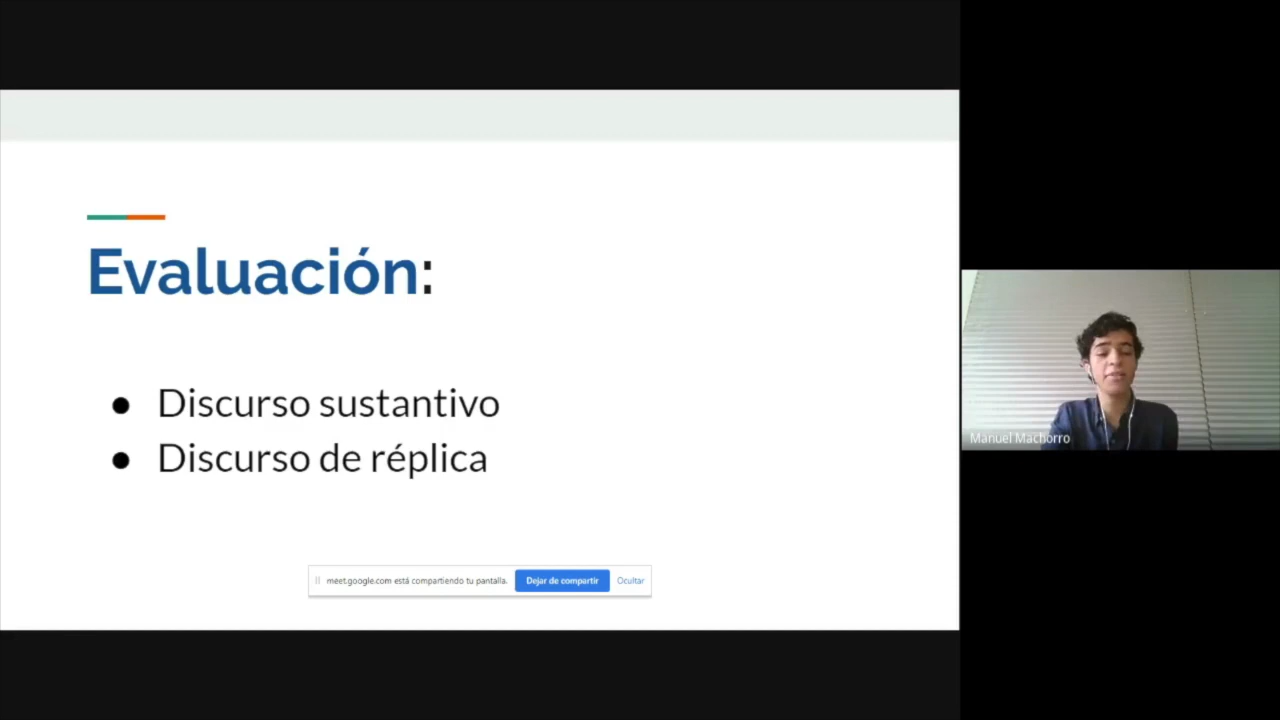 Evaluación:
● Discurso sustantivo
● Discurso de réplica
meet.google.com está compartiendo tu pantalla. Dejar de compartir Ocultar
Manuel Machorro